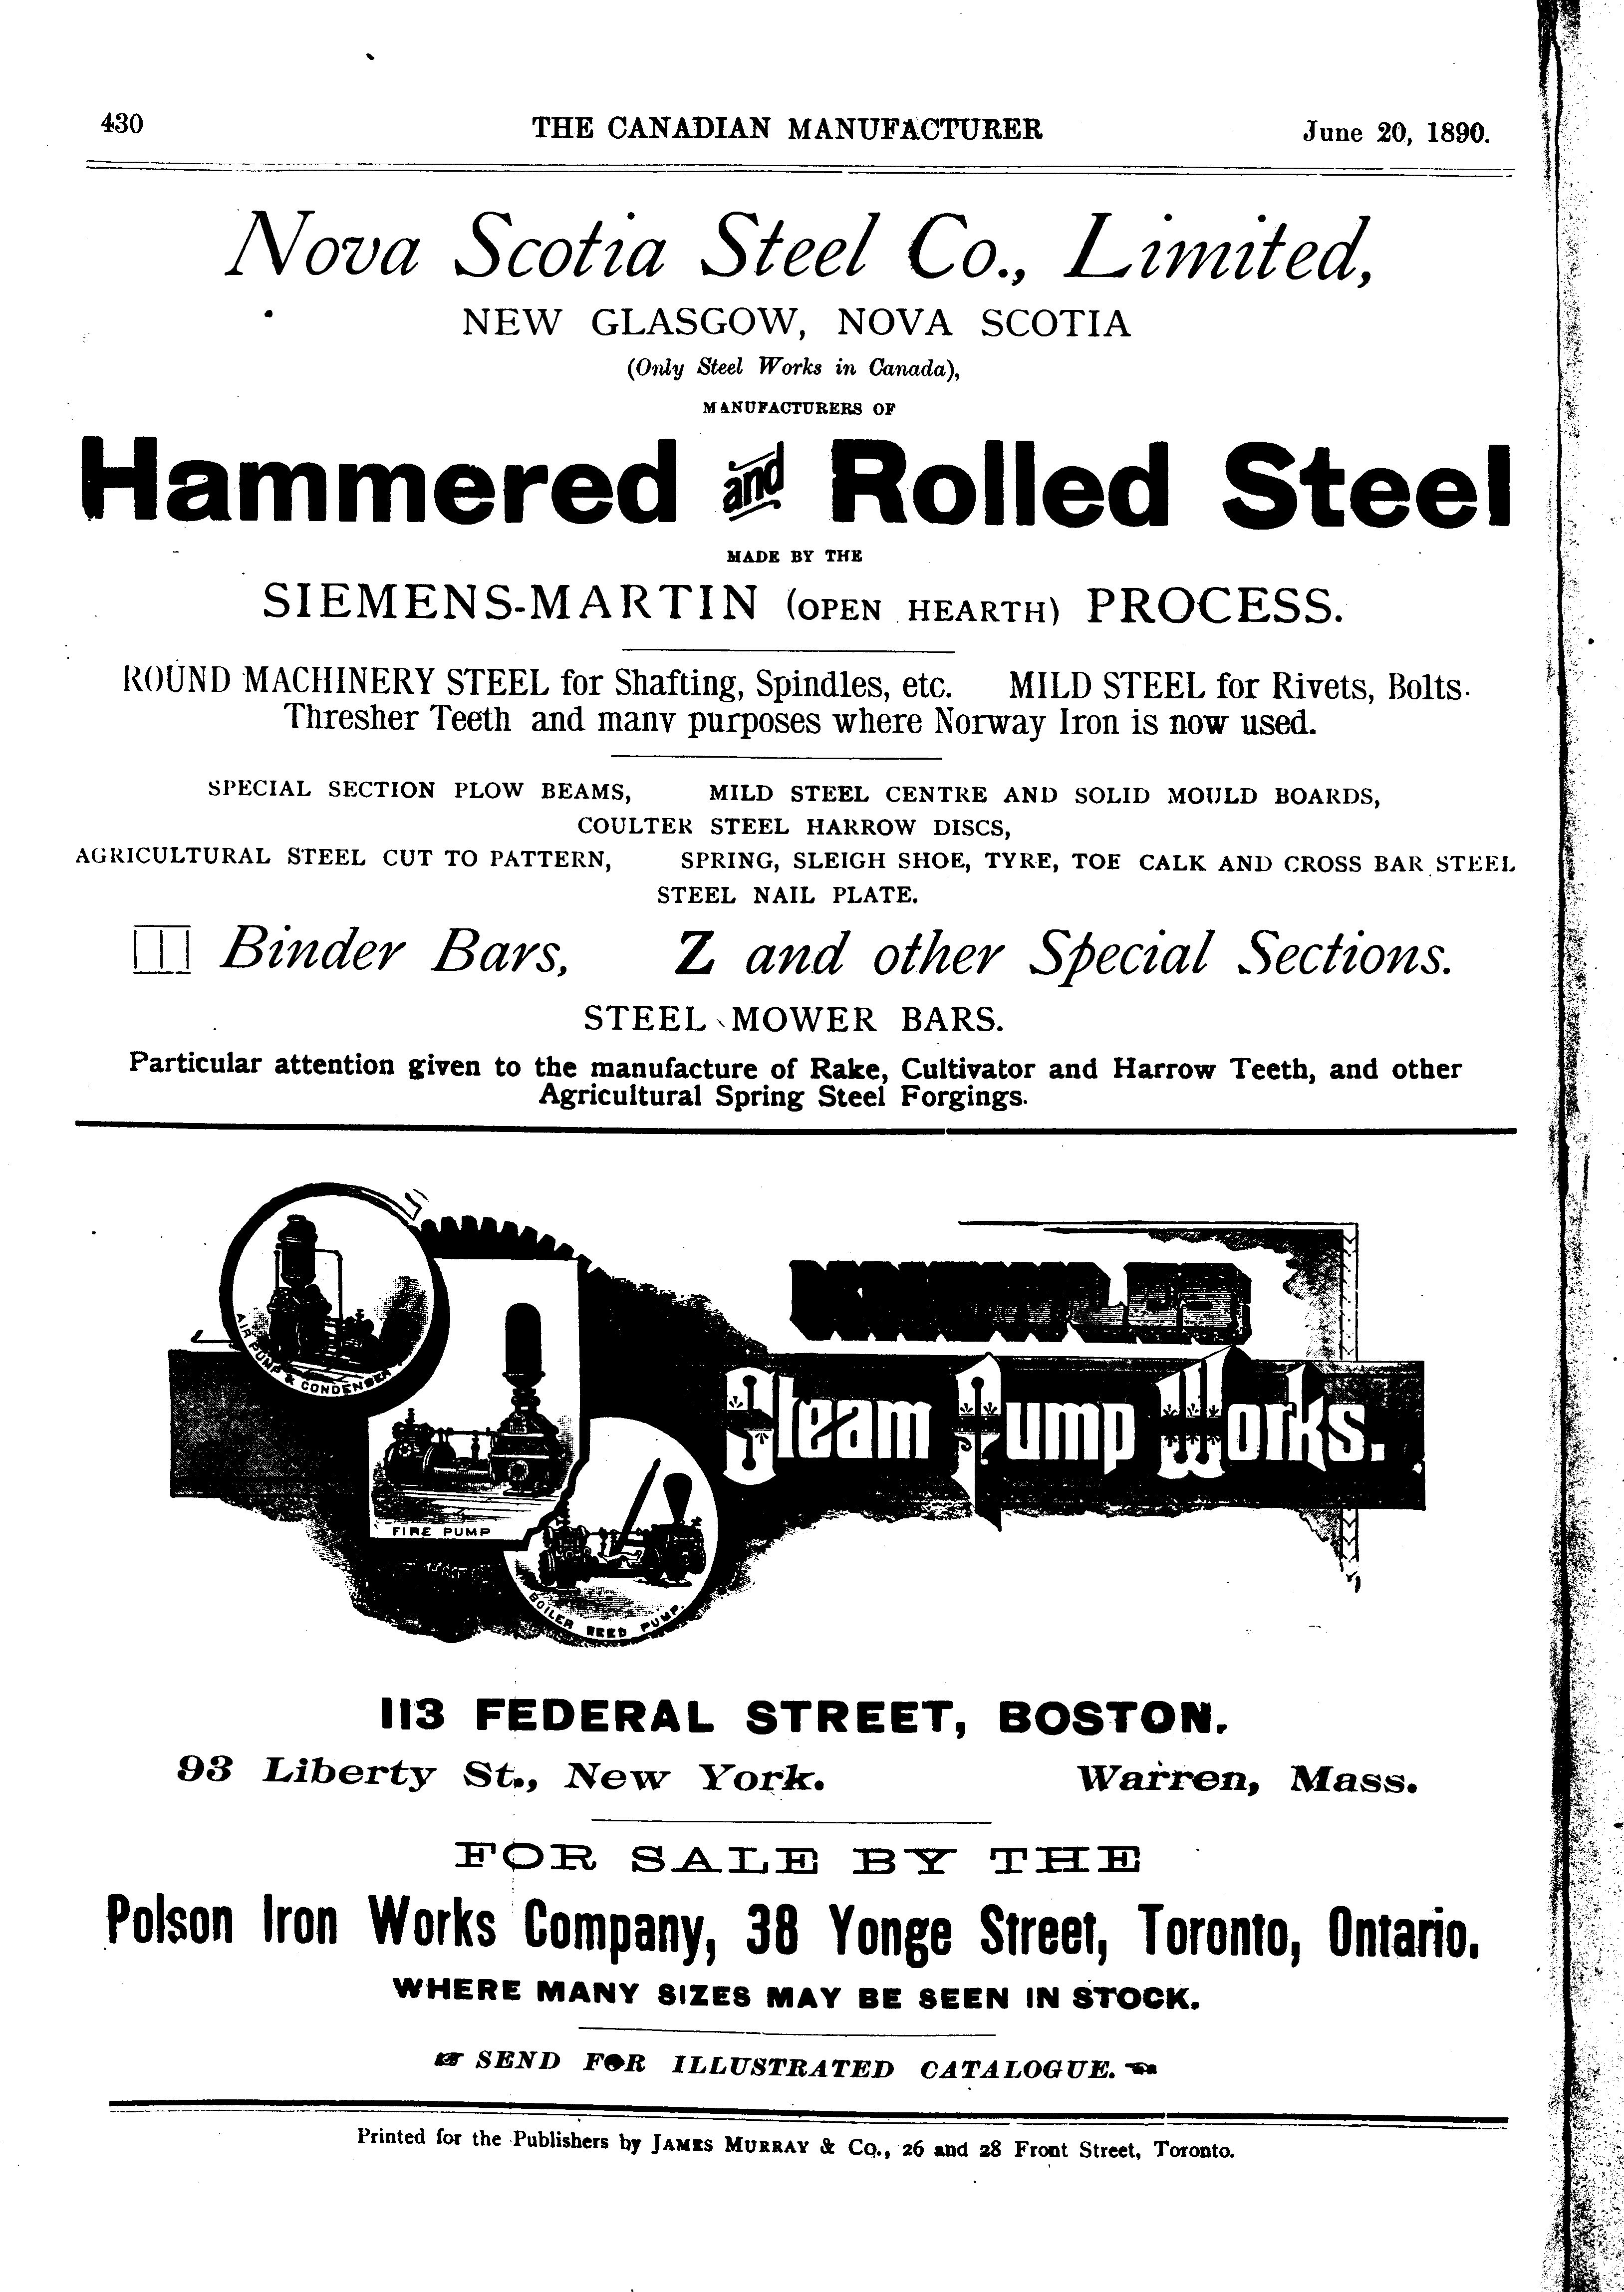 430
THE CANADIAN MANUFACTURER
June 20, 1890.
Nova Scotia Steel Co., Limited,
NEW GLASGOW, NOVA SCOTIA
(Only Steel Works in Canada),
MANUFACTURERS OF
Hammered and Rolled Steel
MADE BY THE
SIEMENS-MARTIN (OPEN HEARTH) PROCESS.
ROUND MACHINERY STEEL for Shafting, Spindles, etc. MILD STEEL for Rivets, Bolts.
Thresher Teeth and many purposes where Norway Iron is now used.
SPECIAL SECTION PLOW BEAMS, MILD STEEL CENTRE AND SOLID MOULD BOARDS,
COULTER STEEL HARROW DISCS,
AGRICULTURAL STEEL CUT TO PATTERN, SPRING, SLEIGH SHOE, TYRE, TOE CALK AND CROSS BAR STEEL
STEEL NAIL PLATE.
Binder Bars, Z and other Special Sections.
STEEL MOWER BARS.
Particular attention given to the manufacture of Rake, Cultivator and Harrow Teeth, and other
Agricultural Spring Steel Forgings.
AIR PUMP & CONDENSER
FIRE PUMP
BOILER FEED PUMP.
Steam Pump Works.
113 FEDERAL STREET, BOSTON.
93 Liberty St., New York. Warren, Mass.
FOR SALE BY THE
Polson Iron Works Company, 38 Yonge Street, Toronto, Ontario.
WHERE MANY SIZES MAY BE SEEN IN STOCK.
☞ SEND FOR ILLUSTRATED CATALOGUE. ☜
Printed for the Publishers by JAMES MURRAY & Co., 26 and 28 Front Street, Toronto.